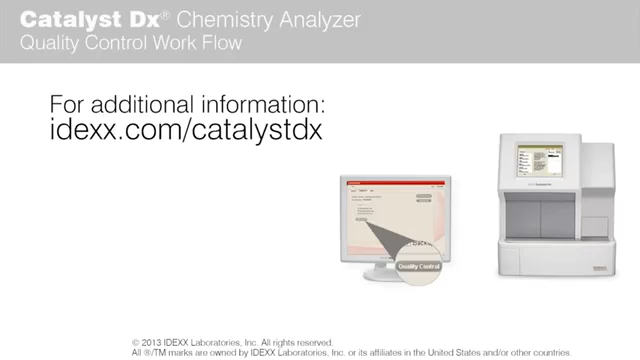 Catalyst Dx® Chemistry Analyzer
Quality Control Work Flow
For additional information:
idexx.com/catalystdx
Quality Control
© 2013 IDEXX Laboratories, Inc. All rights reserved.
All ®/TM marks are owned by IDEXX Laboratories, Inc. or its affiliates in the United States and/or other countries.